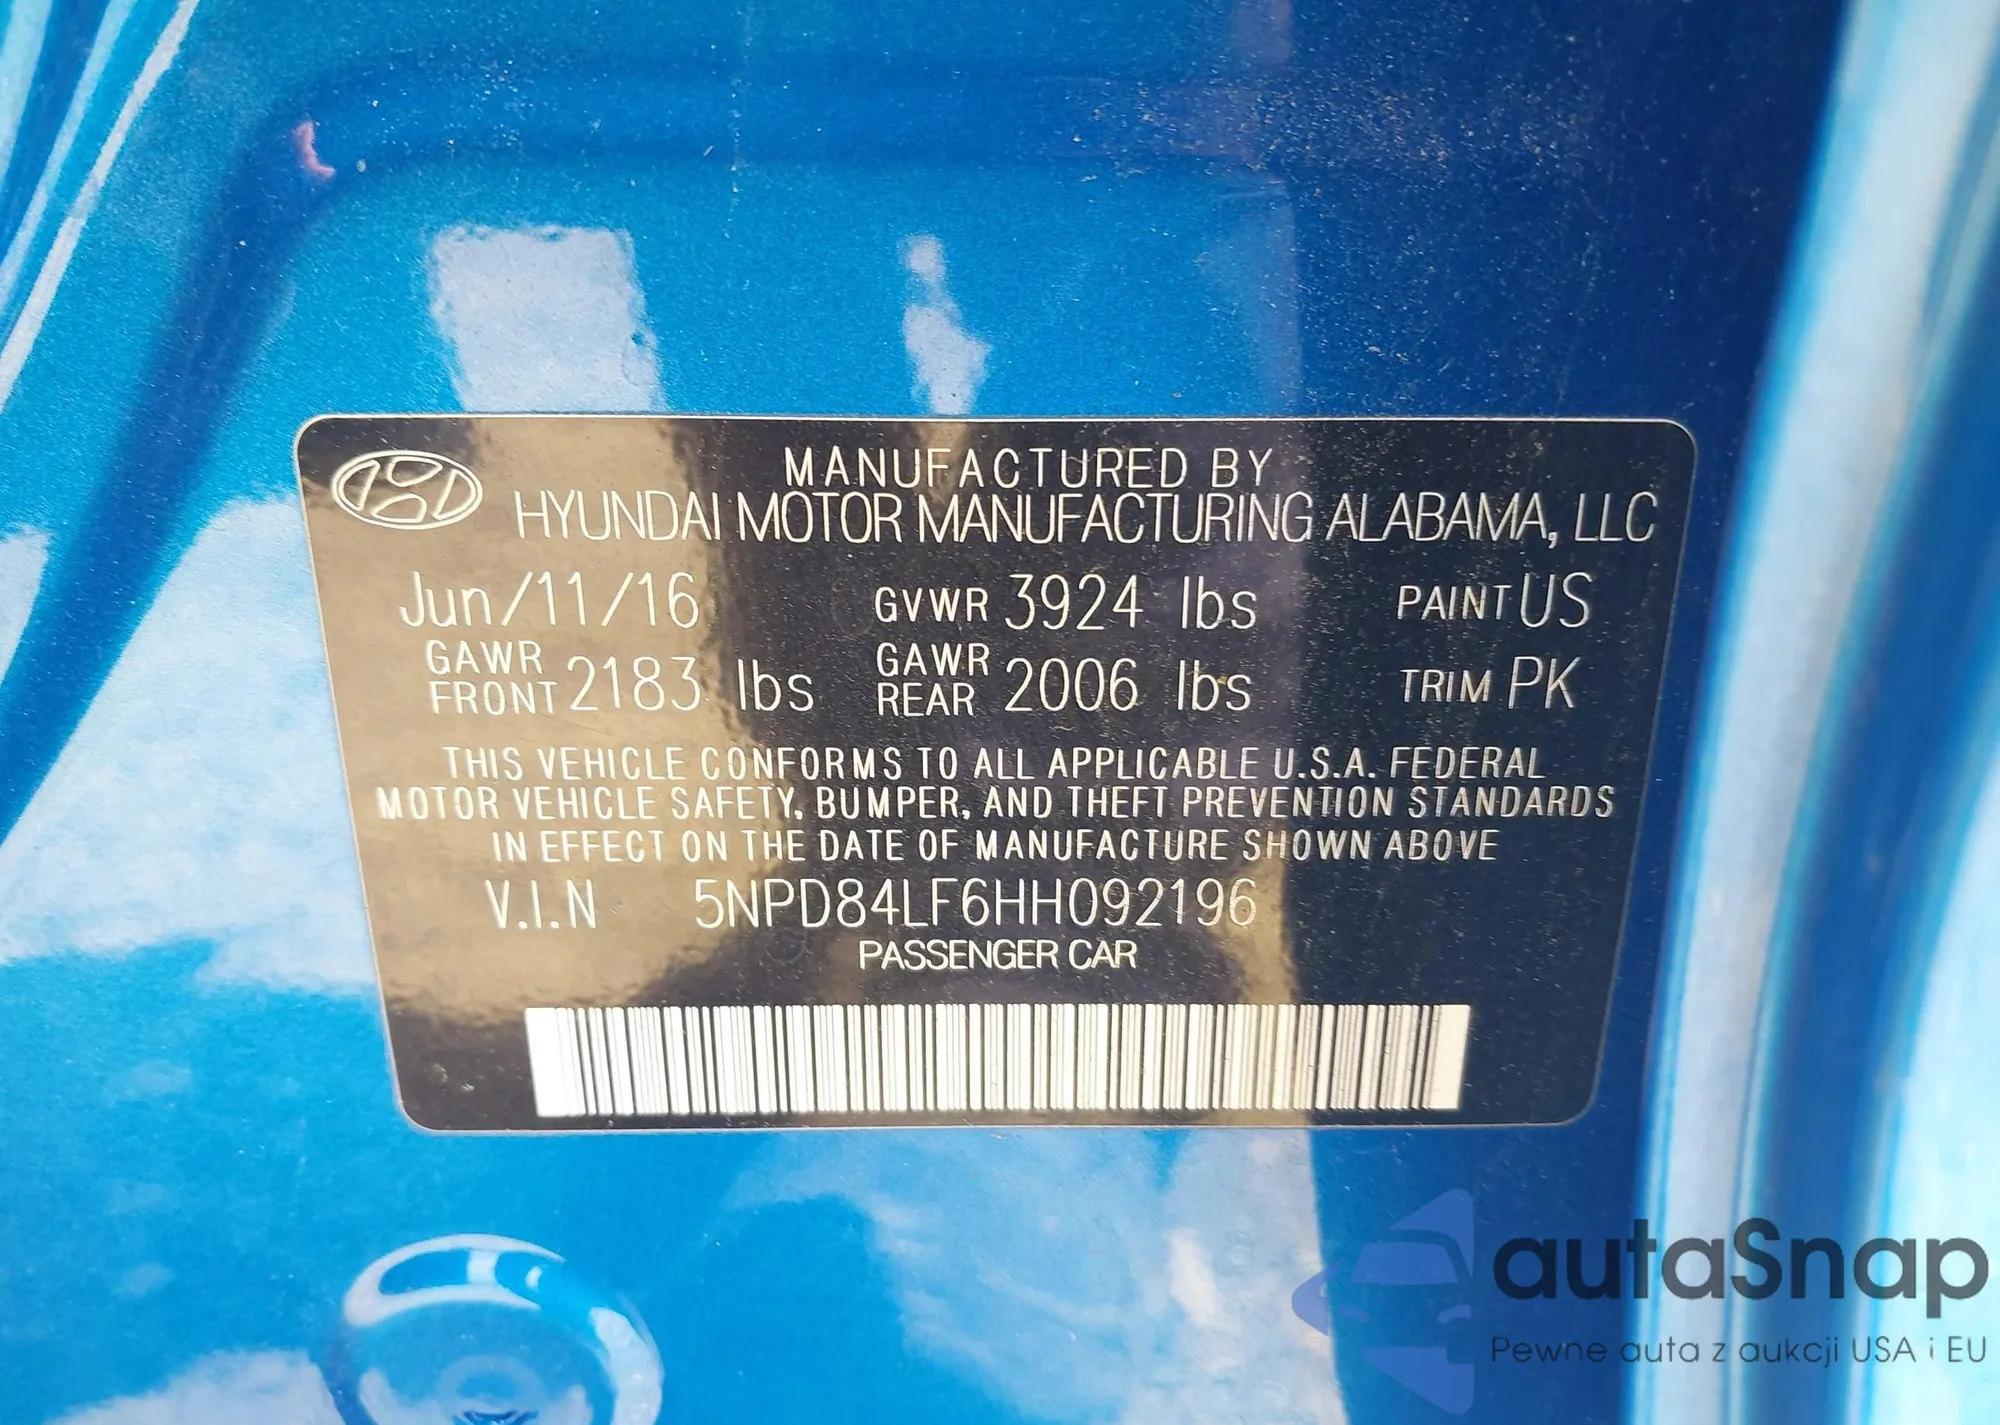 MANUFACTURED BY
HYUNDAI MOTOR MANUFACTURING ALABAMA, LLC
Jun/11/16 GVWR 3924 lbs PAINT US
GAWR FRONT 2183 lbs GAWR REAR 2006 lbs TRIM PK
THIS VEHICLE CONFORMS TO ALL APPLICABLE U.S.A. FEDERAL
MOTOR VEHICLE SAFETY, BUMPER, AND THEFT PREVENTION STANDARDS
IN EFFECT ON THE DATE OF MANUFACTURE SHOWN ABOVE
V.I.N 5NPD84LF6HH092196
PASSENGER CAR
autaSnap
Pewne auta z aukcji USA i EU